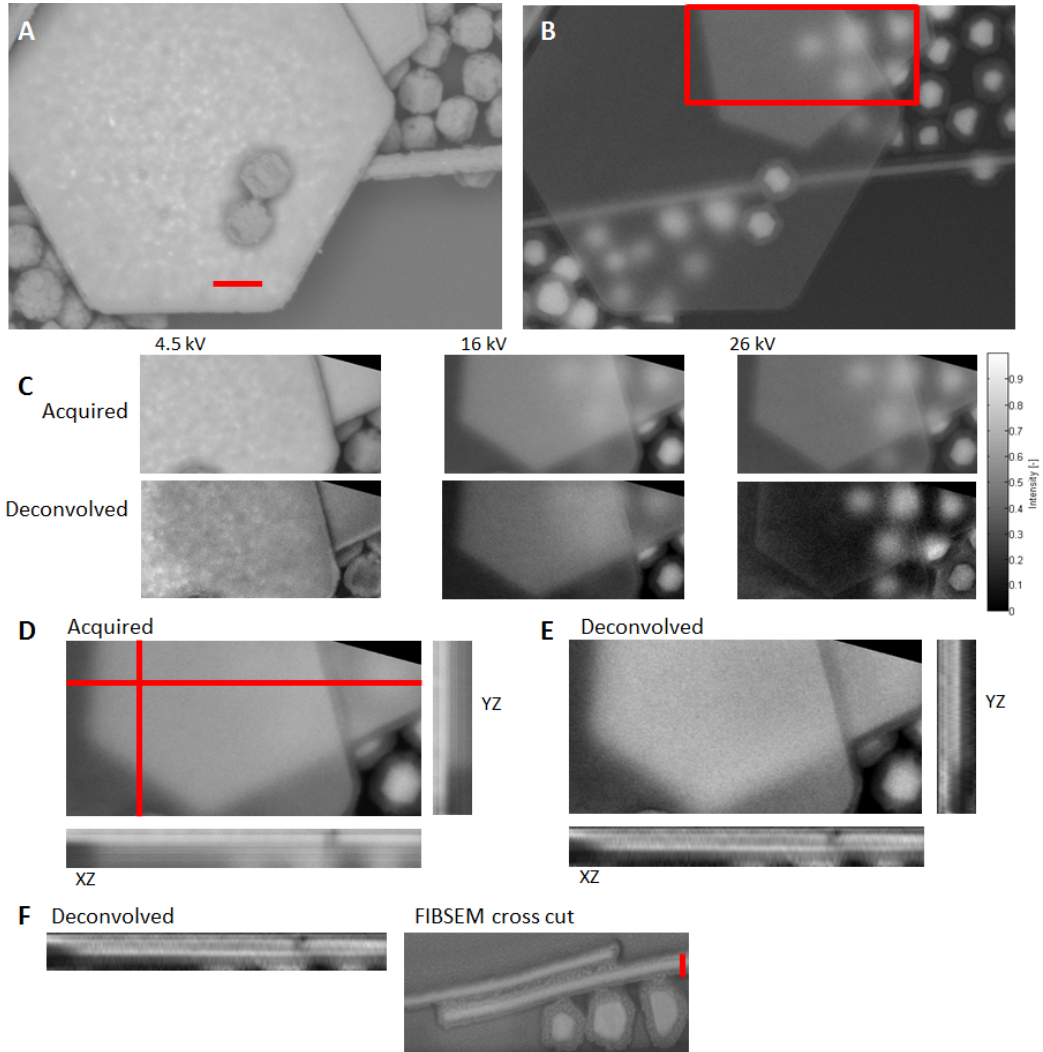 A
B
4.5 kV
16 kV
26 kV
C
Acquired
Deconvolved
0.9
0.8
0.7
0.6
0.5
0.4
0.3
0.2
0.1
0
Intensity [-]
D
Acquired
YZ
XZ
E
Deconvolved
YZ
XZ
F
Deconvolved
FIBSEM cross cut